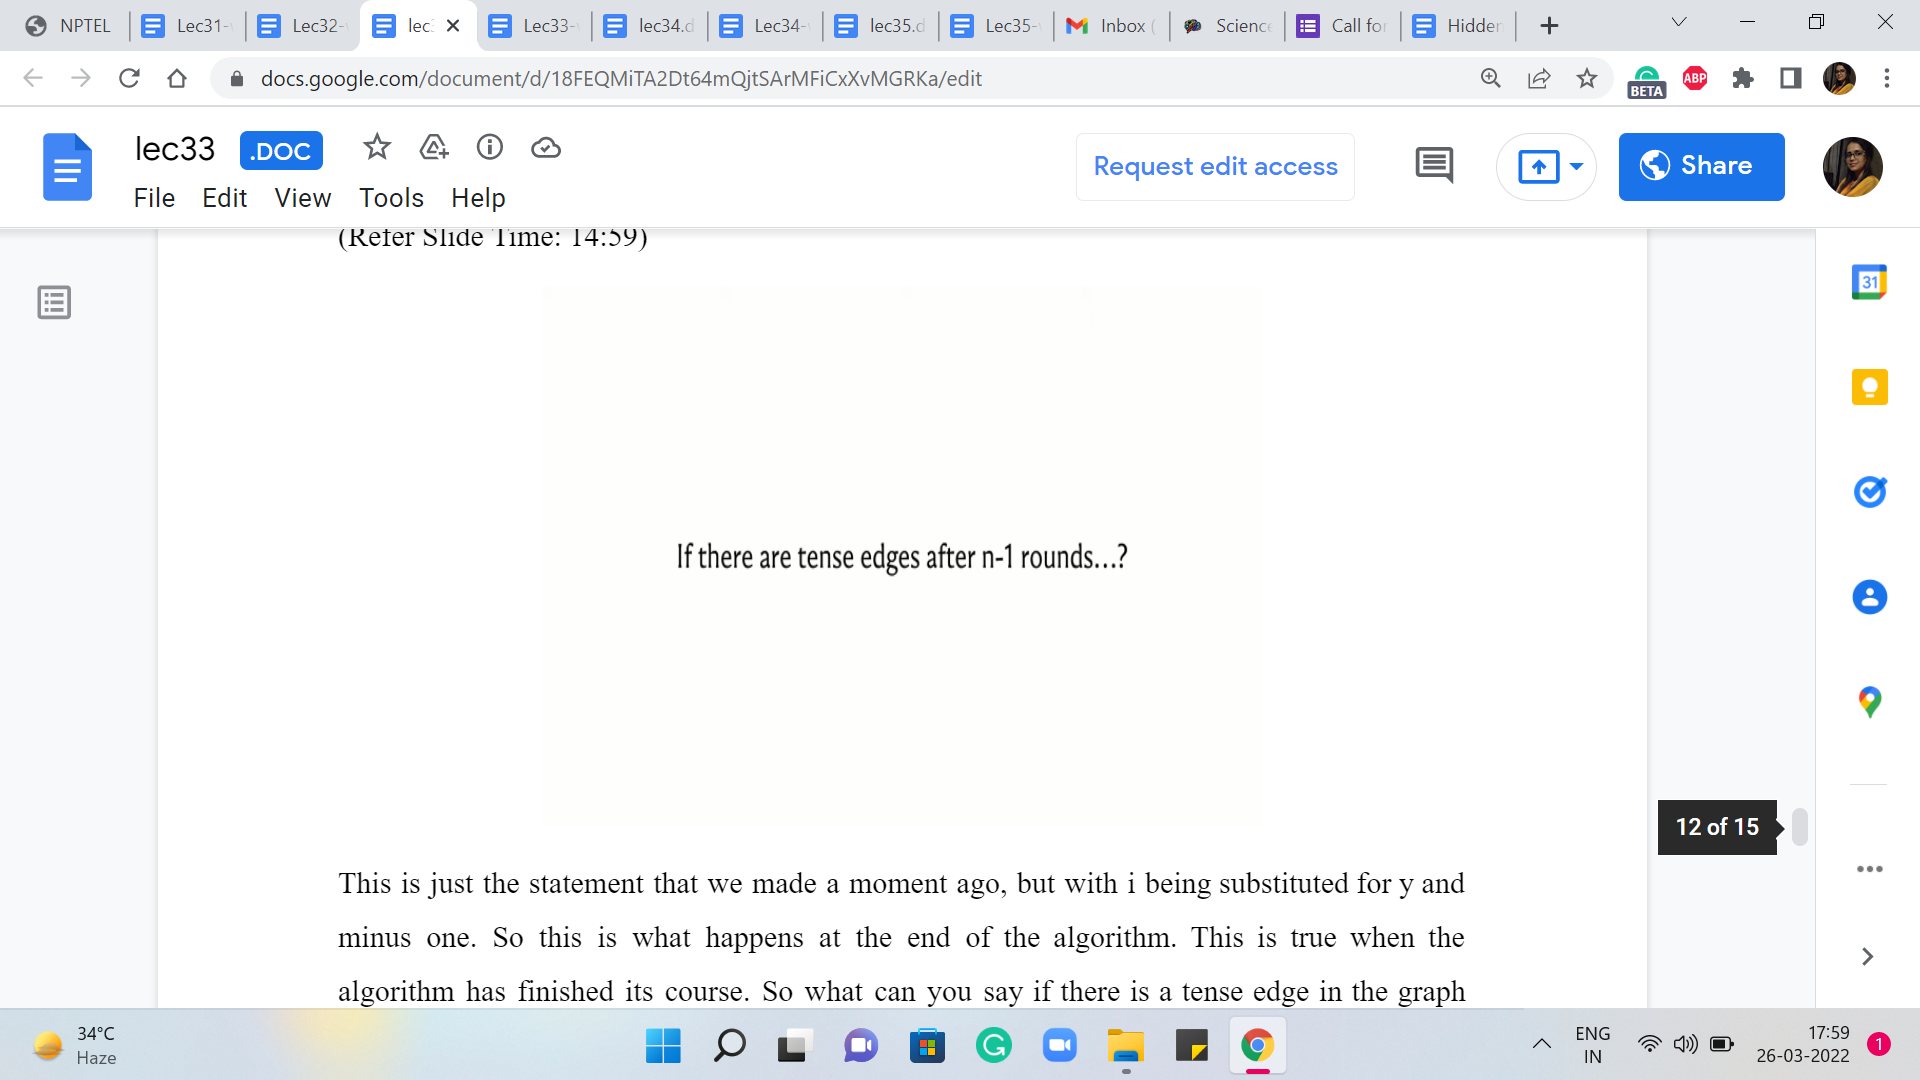 NPTEL
Lec31-
Lec32-
lec
Lec33-
lec34.d
Lec34-
lec35.d
Lec35-
Inbox (
Science
Call for
Hidden
docs.google.com/document/d/18FEQMiTA2Dt64mQjtSArMFiCxXvMGRKa/edit
BETA
ABP
lec33
.DOC
Request edit access
Share
File Edit View Tools Help
(Refer Slide Time: 14:59)
31
If there are tense edges after n-1 rounds...?
12 of 15
This is just the statement that we made a moment ago, but with i being substituted for y and
minus one. So this is what happens at the end of the algorithm. This is true when the
algorithm has finished its course. So what can you say if there is a tense edge in the graph
34°C
Haze
ENG
IN
17:59
26-03-2022
1